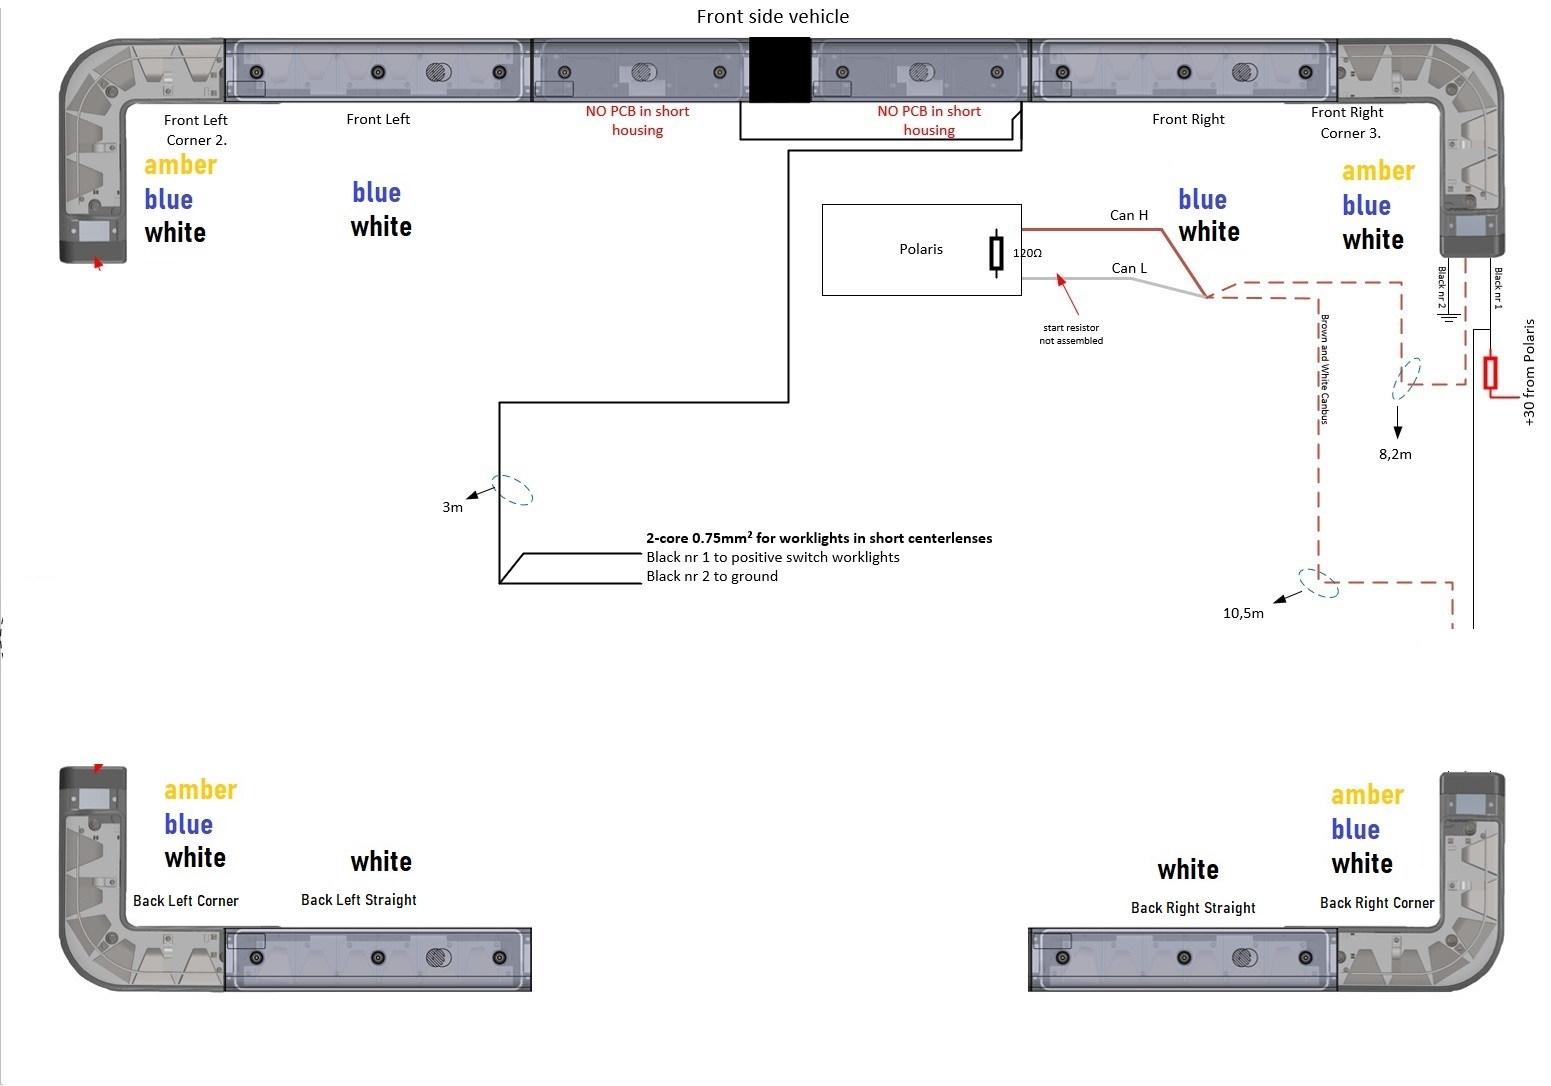 Front side vehicle
Front Left
Corner 2.
Front Left
NO PCB in short
housing
NO PCB in short
housing
Front Right
Front Right
Corner 3.
amber
blue
white
blue
white
blue
white
amber
blue
white
Polaris
120Ω
Can H
Can L
start resistor
not assembled
Black nr 2
Black nr 1
Brown and White Canbus
+30 from Polaris
8,2m
3m
2-core 0.75mm² for worklights in short centerlenses
Black nr 1 to positive switch worklights
Black nr 2 to ground
10,5m
amber
blue
white
Back Left Corner
white
Back Left Straight
white
Back Right Straight
amber
blue
white
Back Right Corner